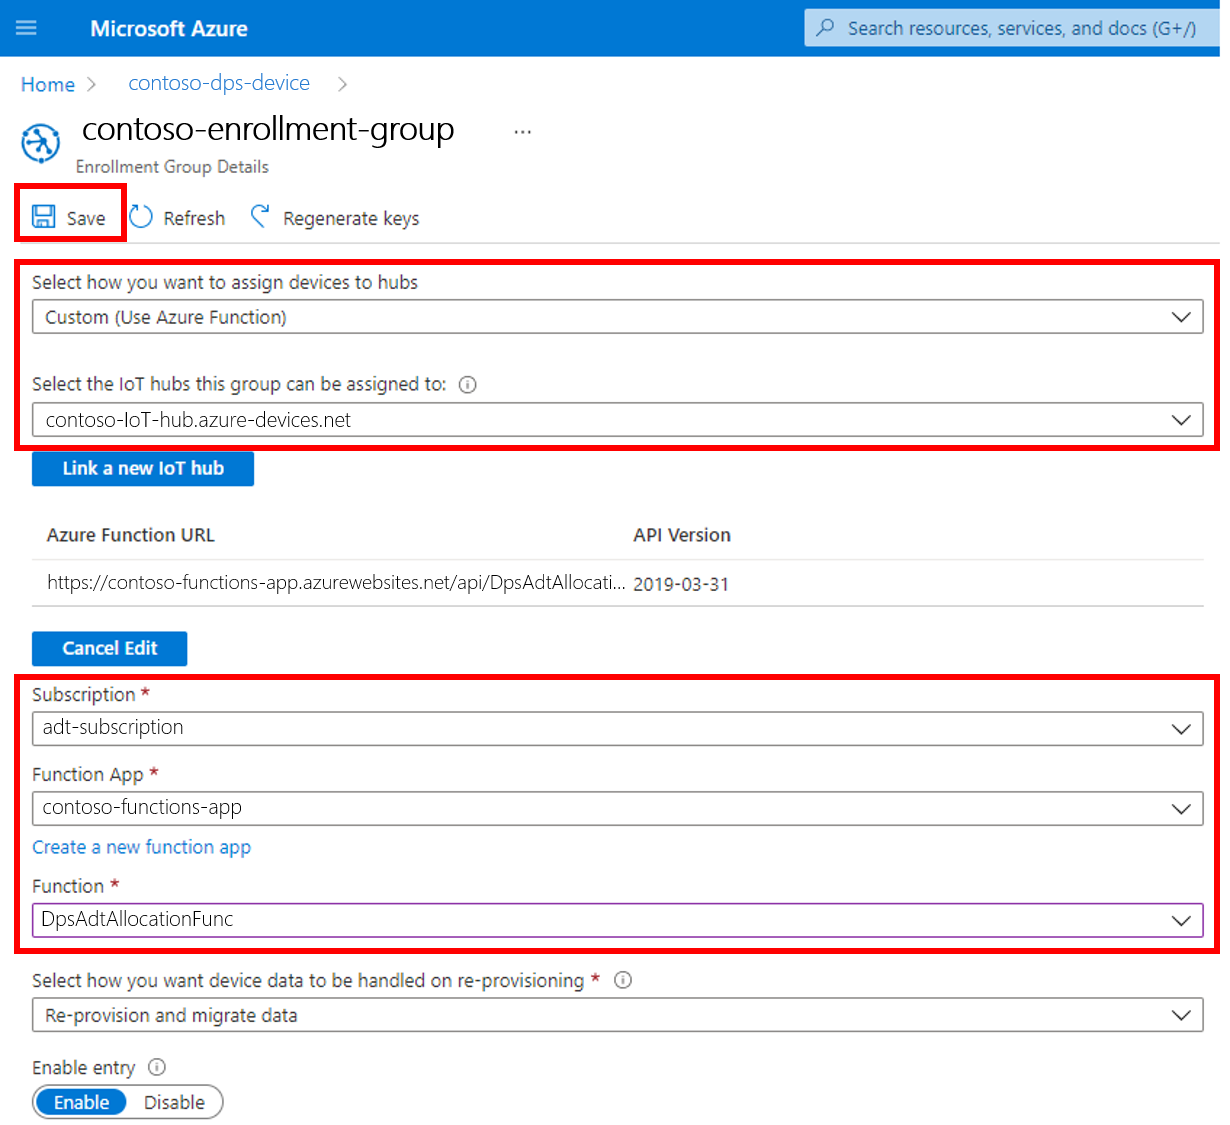 Microsoft Azure
Search resources, services, and docs (G+/)
Home
contoso-dps-device
contoso-enrollment-group
...
Enrollment Group Details
Save
Refresh
Regenerate keys
Select how you want to assign devices to hubs
Custom (Use Azure Function)
Select the IoT hubs this group can be assigned to:
contoso-IoT-hub.azure-devices.net
Link a new IoT hub
Azure Function URL
API Version
https://contoso-functions-app.azurewebsites.net/api/DpsAdtAllocati...
2019-03-31
Cancel Edit
Subscription *
adt-subscription
Function App *
contoso-functions-app
Create a new function app
Function *
DpsAdtAllocationFunc
Select how you want device data to be handled on re-provisioning *
Re-provision and migrate data
Enable entry
Enable
Disable